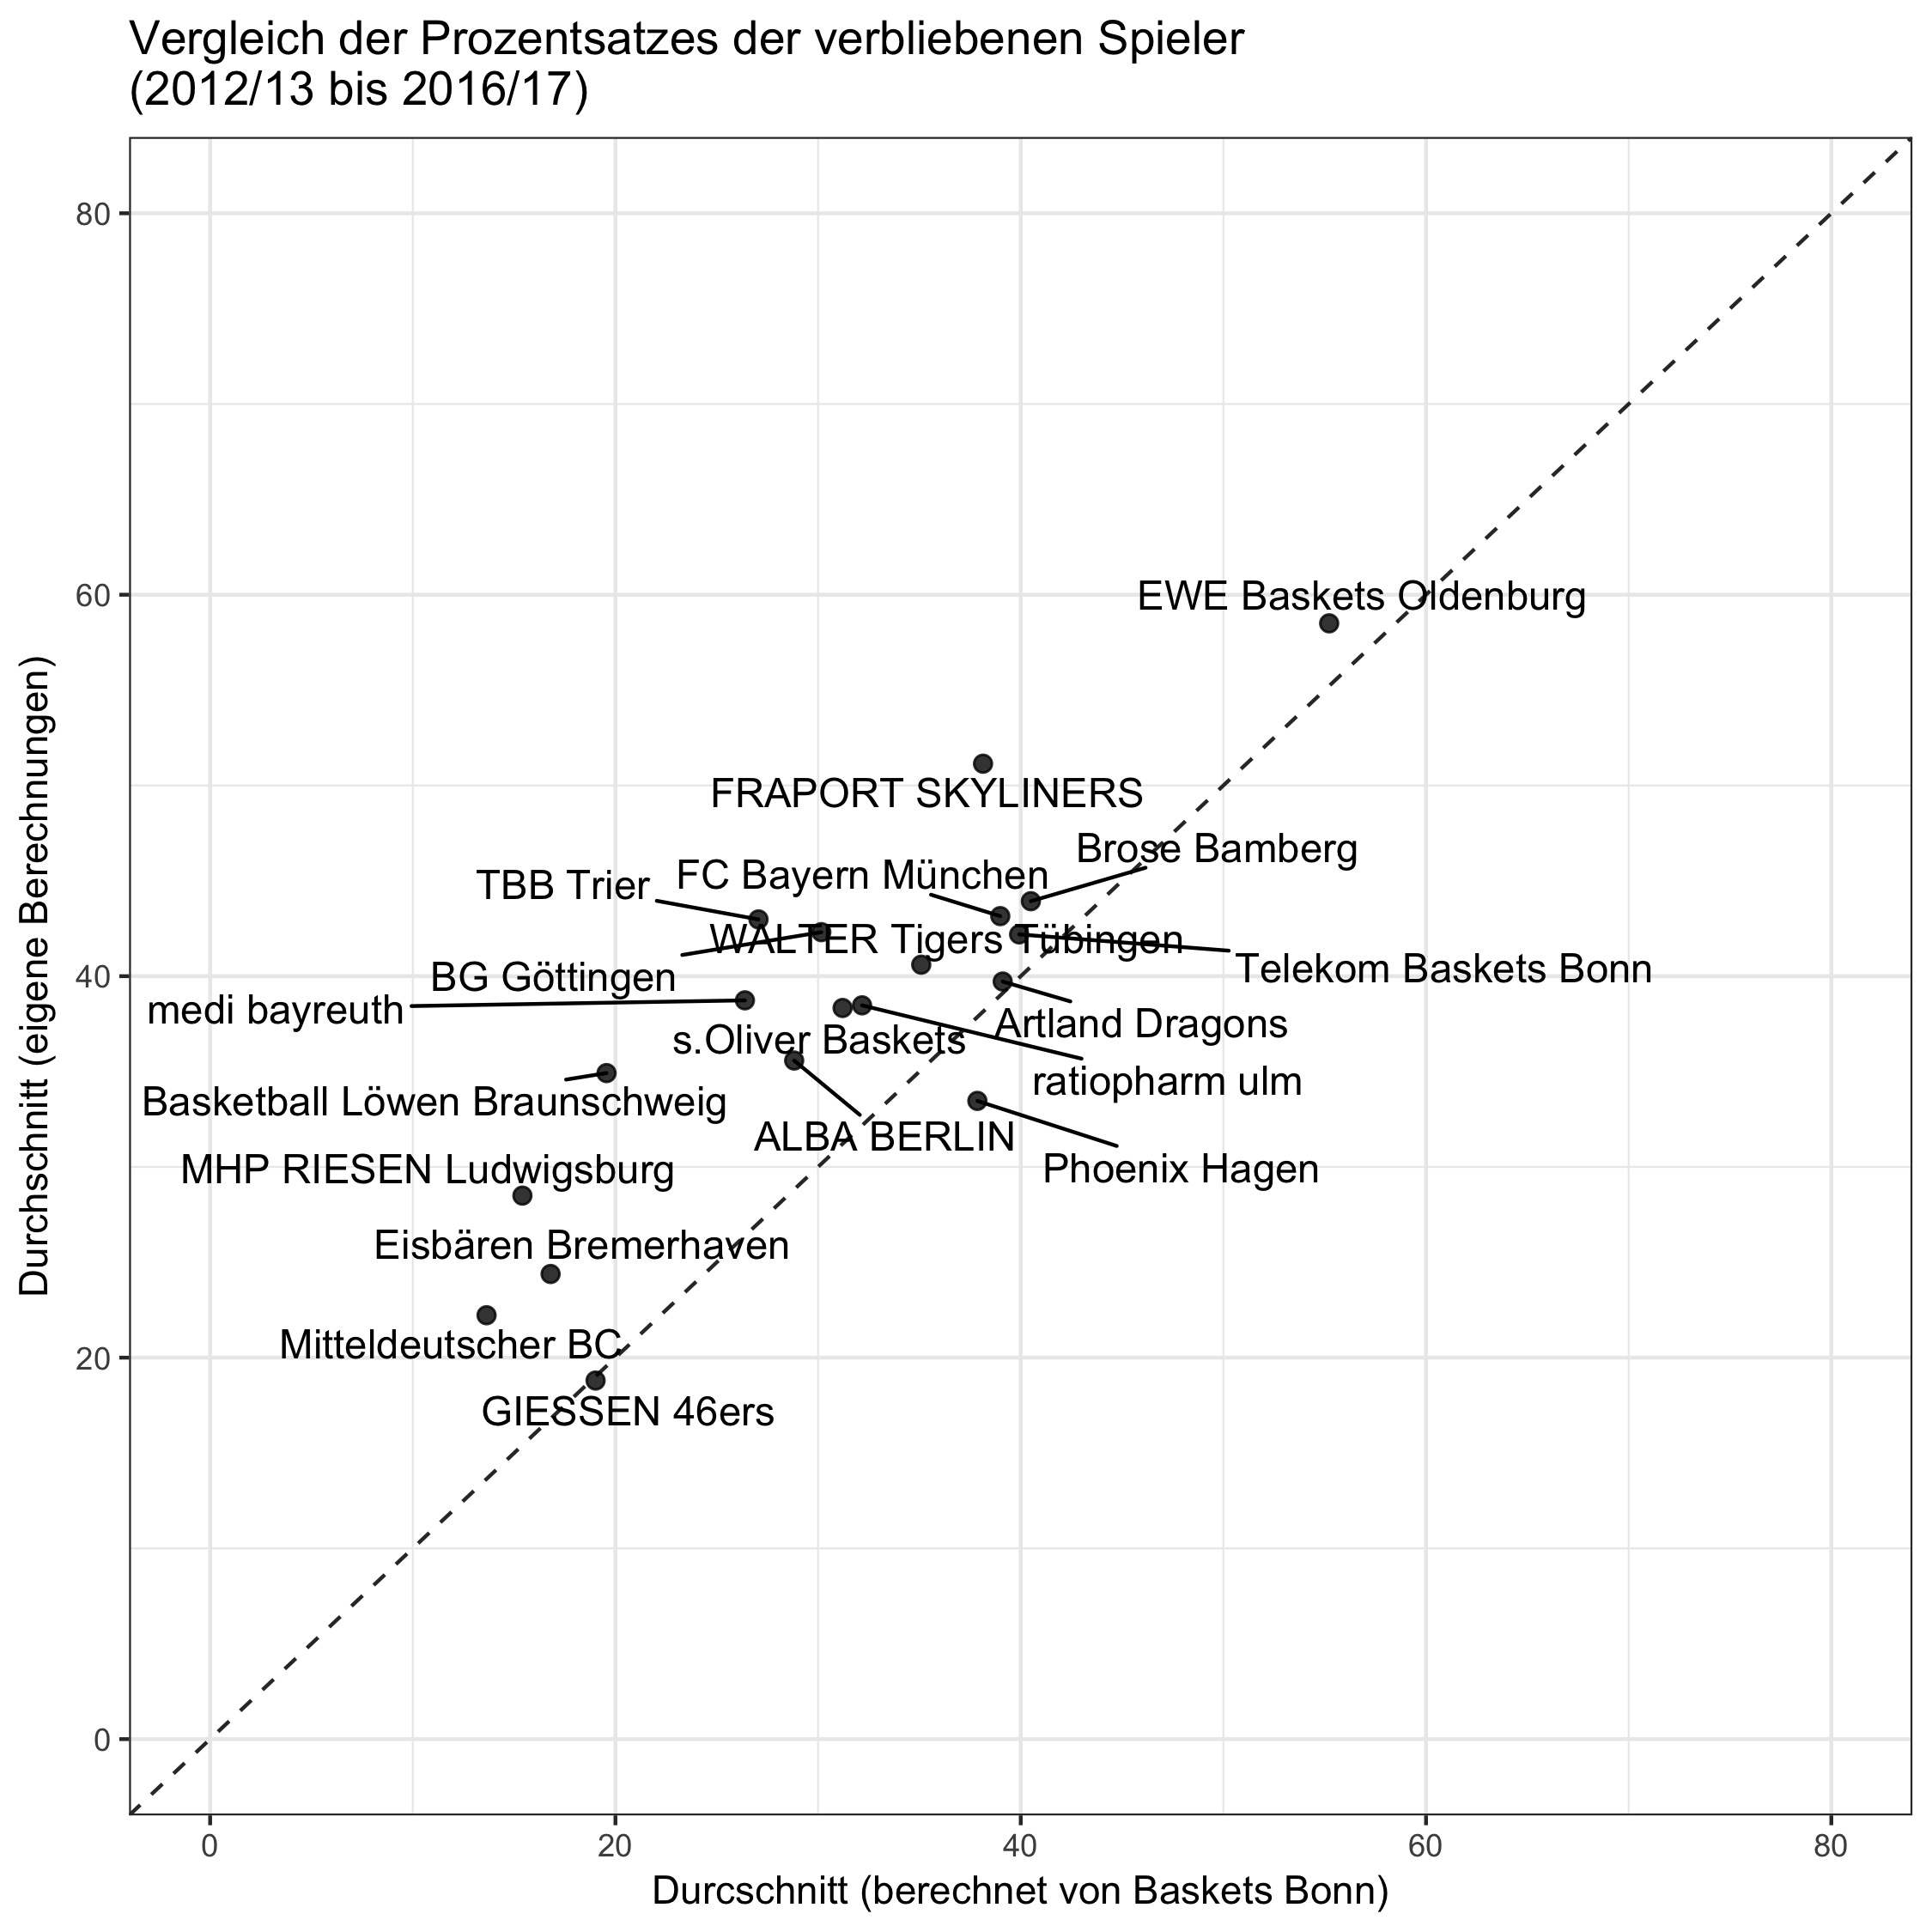 Vergleich der Prozentsatzes der verbliebenen Spieler
(2012/13 bis 2016/17)
Durchschnitt (eigene Berechnungen)
80
60
40
20
0
EWE Baskets Oldenburg
FRAPORT SKYLINERS
Brose Bamberg
FC Bayern München
TBB Trier
WALTER Tigers Tübingen
Telekom Baskets Bonn
BG Göttingen
medi bayreuth
Artland Dragons
s.Oliver Baskets
ratiopharm ulm
Basketball Löwen Braunschweig
ALBA BERLIN
Phoenix Hagen
MHP RIESEN Ludwigsburg
Eisbären Bremerhaven
Mitteldeutscher BC
GIESSEN 46ers
0
20
40
60
80
Durcschnitt (berechnet von Baskets Bonn)